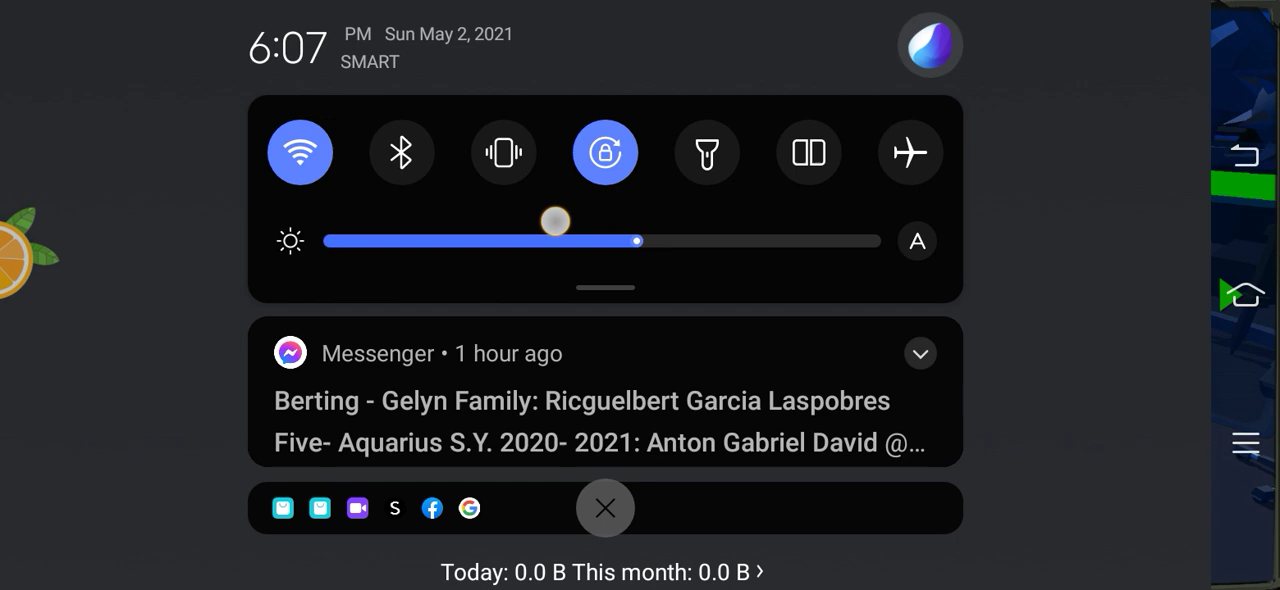 6:07 PM Sun May 2, 2021
SMART
A
Messenger • 1 hour ago
Berting - Gelyn Family: Ricguelbert Garcia Laspobres
Five- Aquarius S.Y. 2020- 2021: Anton Gabriel David @...
S
Today: 0.0 B This month: 0.0 B >